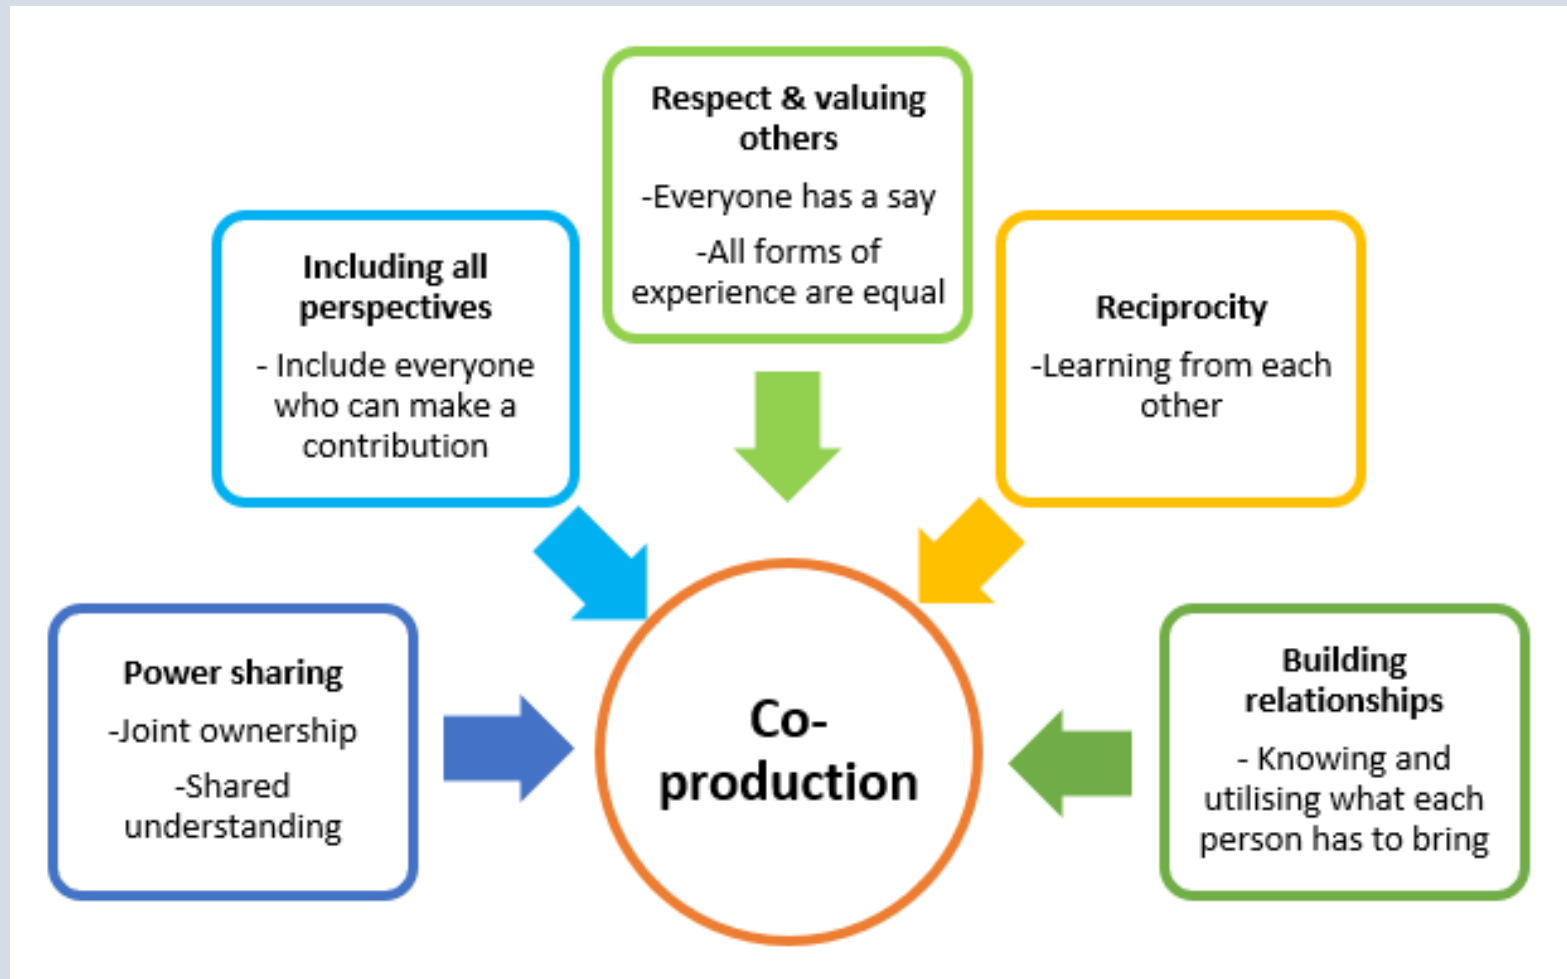 Respect & valuing
others
-Everyone has a say
-All forms of
experience are equal
Including all
perspectives
- Include everyone
who can make a
contribution
Reciprocity
-Learning from each
other
Power sharing
-Joint ownership
-Shared
understanding
Co-
production
Building
relationships
- Knowing and
utilising what each
person has to bring